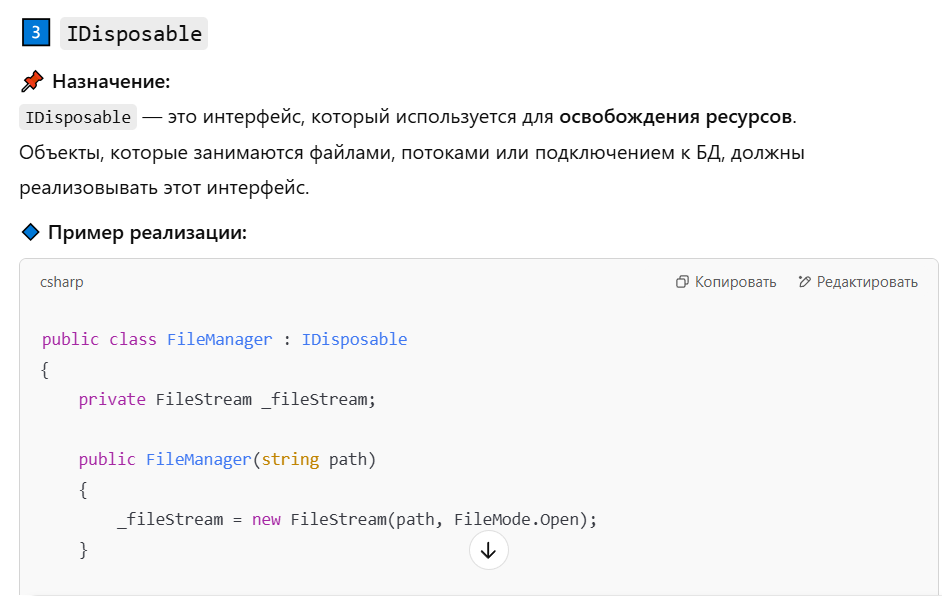 3 IDisposable
📌 Назначение:
IDisposable — это интерфейс, который используется для освобождения ресурсов.
Объекты, которые занимаются файлами, потоками или подключением к БД, должны
реализовывать этот интерфейс.
🔹 Пример реализации:
csharp Копировать Редактировать
public class FileManager : IDisposable
{
    private FileStream _fileStream;
    public FileManager(string path)
    {
        _fileStream = new FileStream(path, FileMode.Open);
    }